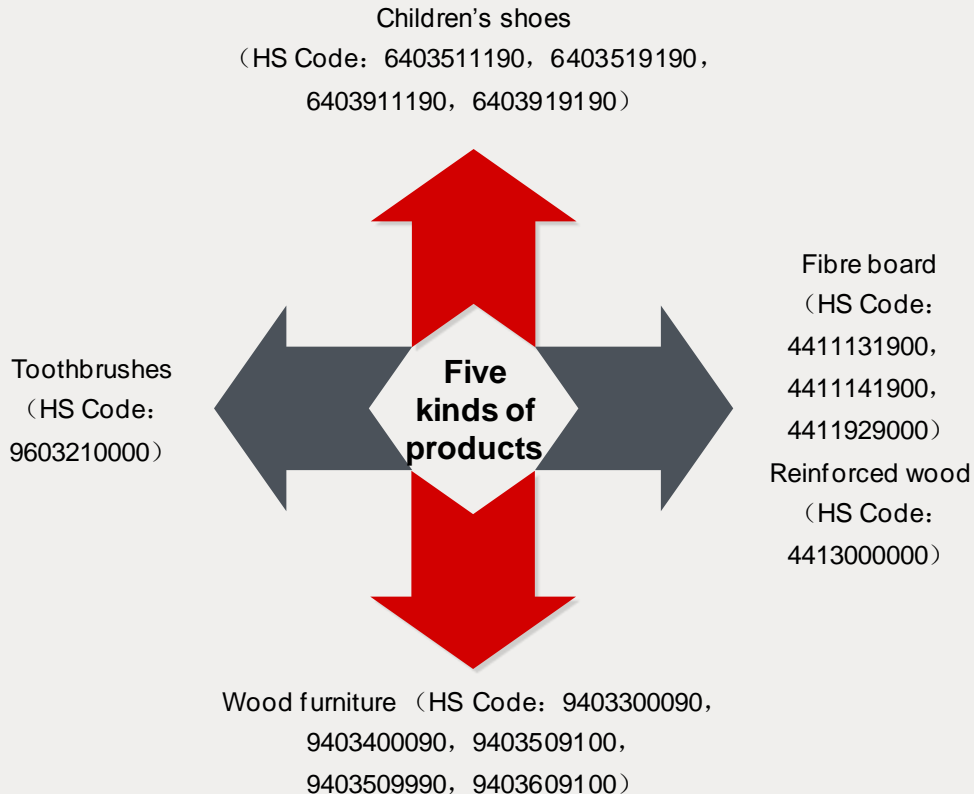 Children’s shoes
（HS Code：6403511190，6403519190，
6403911190，6403919190）
Toothbrushes
（HS Code：
9603210000）
Five
kinds of
products
Fibre board
（HS Code：
4411131900，
4411141900，
4411929000）
Reinforced wood
（HS Code：
4413000000）
Wood furniture （HS Code：9403300090，
9403400090，9403509100，
9403509990，9403609100）